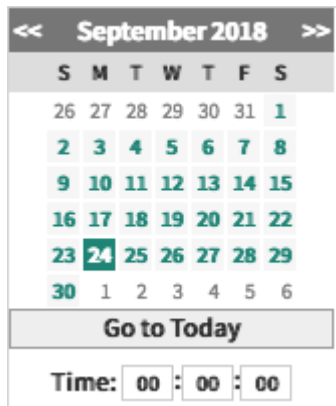 << September 2018 >>
S M T W T F S
26 27 28 29 30 31 1
2 3 4 5 6 7 8
9 10 11 12 13 14 15
16 17 18 19 20 21 22
23 24 25 26 27 28 29
30 1 2 3 4 5 6
Go to Today
Time: 00 : 00 : 00